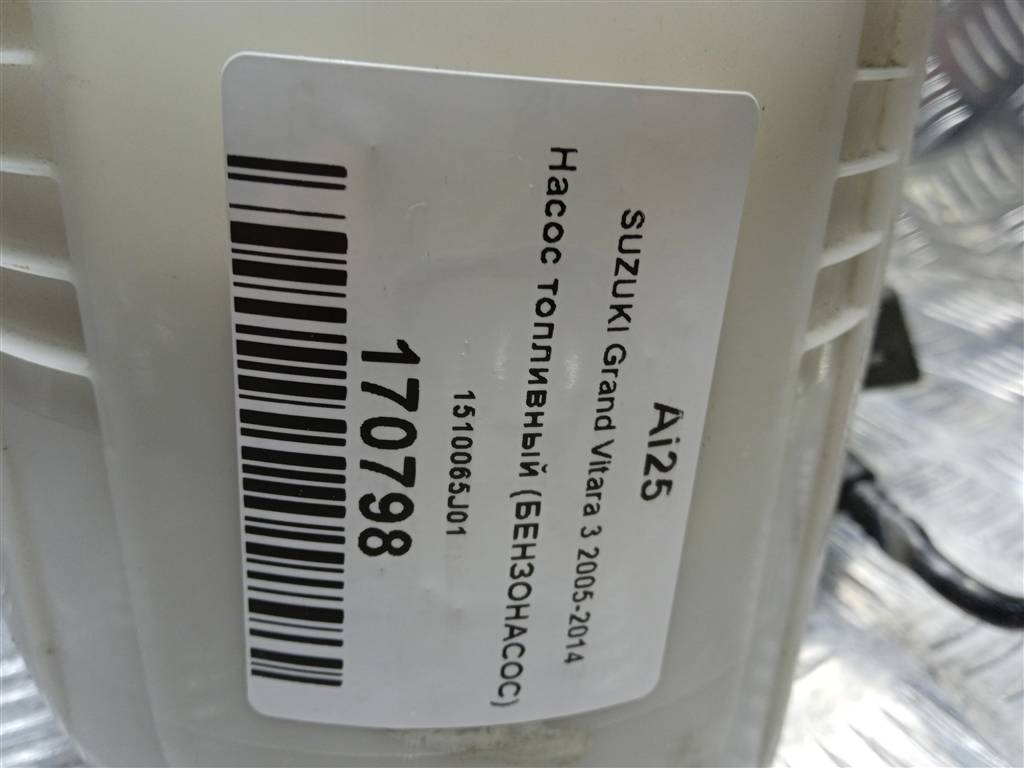 Ai25
SUZUKI Grand Vitara 3 2005-2014
Насос топливный (БЕНЗОНАСОС)
1510065J01
170798